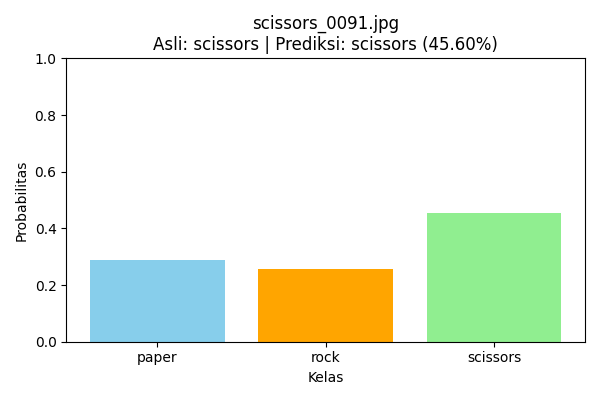 scissors_0091.jpg
Asli: scissors | Prediksi: scissors (45.60%)
1.0
0.8
0.6
0.4
0.2
0.0
Probabilitas
paper rock scissors
Kelas